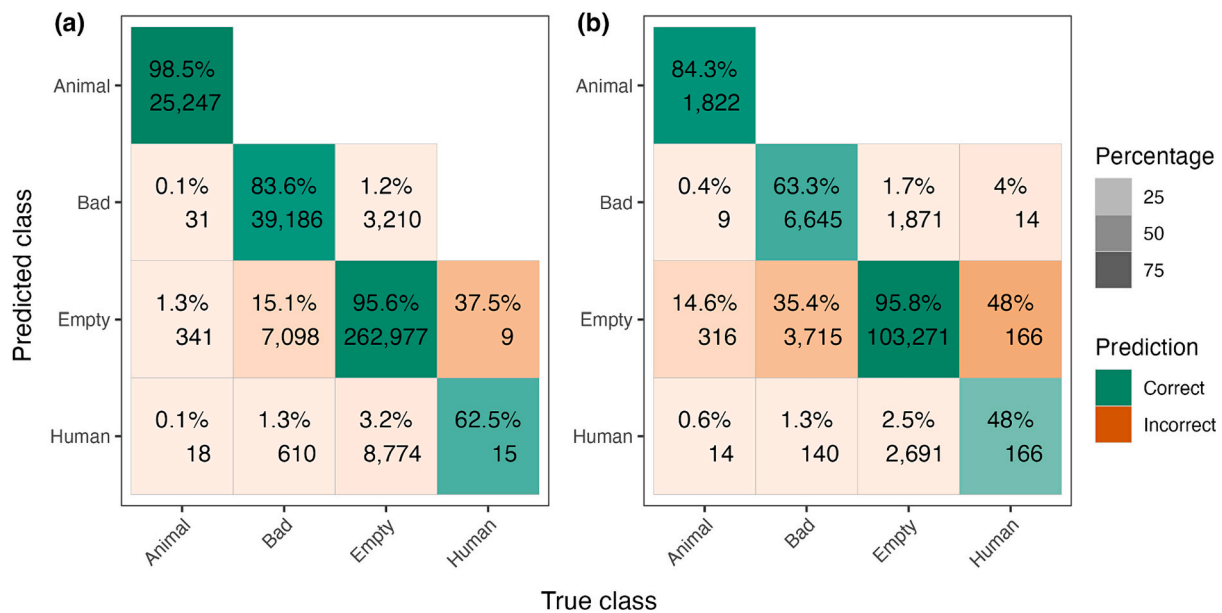 (a)
Animal
98.5%
25,247
Bad
0.1%
31
83.6%
39,186
1.2%
3,210
Empty
1.3%
341
15.1%
7,098
95.6%
262,977
37.5%
9
Human
0.1%
18
1.3%
610
3.2%
8,774
62.5%
15
Animal
Bad
Empty
Human
Predicted class
(b)
Animal
84.3%
1,822
Bad
0.4%
9
63.3%
6,645
1.7%
1,871
4%
14
Empty
14.6%
316
35.4%
3,715
95.8%
103,271
48%
166
Human
0.6%
14
1.3%
140
2.5%
2,691
48%
166
Animal
Bad
Empty
Human
True class
Percentage
25
50
75
Prediction
Correct
Incorrect